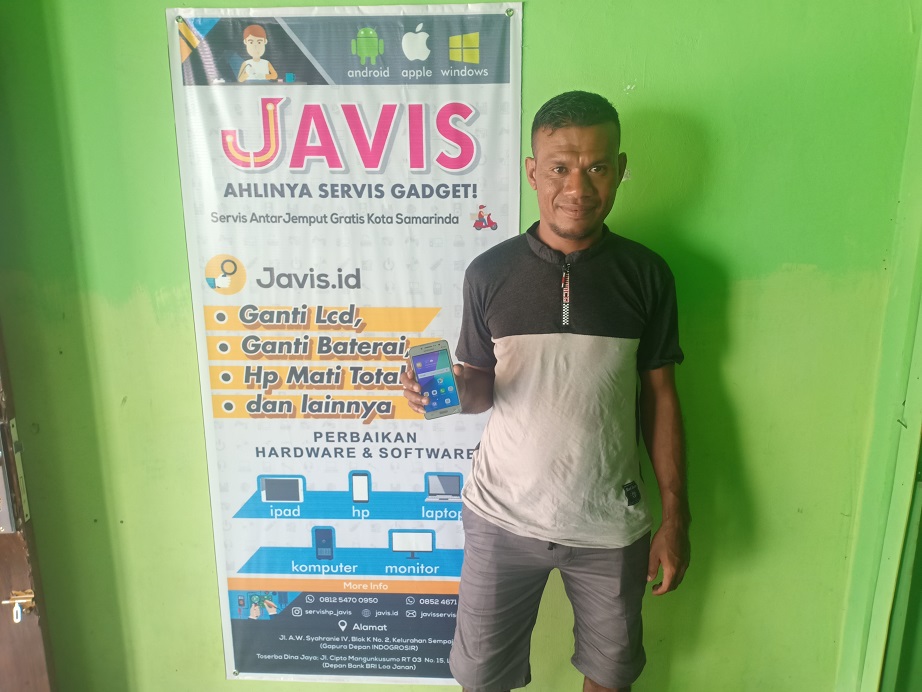 android apple windows
JAVIS
AHLINYA SERVIS GADGET!
Servis AntarJemput Gratis Kota Samarinda
Javis.id
• Ganti Lcd,
• Ganti Baterai,
• Hp Mati Total
• dan lainnya
PERBAIKAN
HARDWARE & SOFTWARE
ipad hp laptop
komputer monitor
More Info
0812 5470 0950 0852 4671
servishp_javis javis.id javisservis
Alamat
Jl. A.W. Syahranie IV, Blok K No. 2, Kelurahan Sempaj
(Gapura Depan INDOGROSIR)
Toserba Dina Jaya: Jl. Cipto Mangunkusumo RT 03 No. 15, L
(Depan Bank BRI Loa Janan)